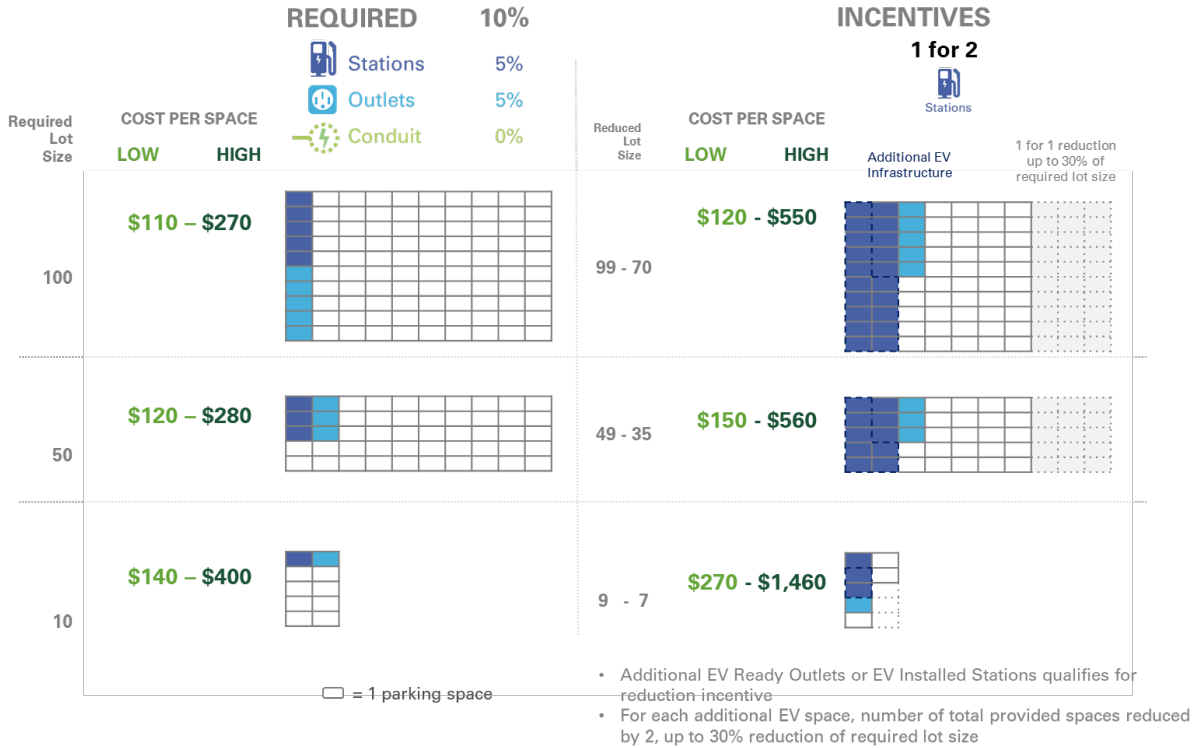 REQUIRED 10%
Stations 5%
Outlets 5%
Conduit 0%
INCENTIVES
1 for 2
Stations
Required
Lot
Size
COST PER SPACE
LOW HIGH
Reduced
Lot
Size
COST PER SPACE
LOW HIGH
Additional EV
Infrastructure
1 for 1 reduction
up to 30% of
required lot size
100
$110 – $270
99 - 70
$120 - $550
50
$120 – $280
49 - 35
$150 - $560
10
$140 – $400
9 - 7
$270 - $1,460
= 1 parking space
• Additional EV Ready Outlets or EV Installed Stations qualifies for
reduction incentive
• For each additional EV space, number of total provided spaces reduced
by 2, up to 30% reduction of required lot size